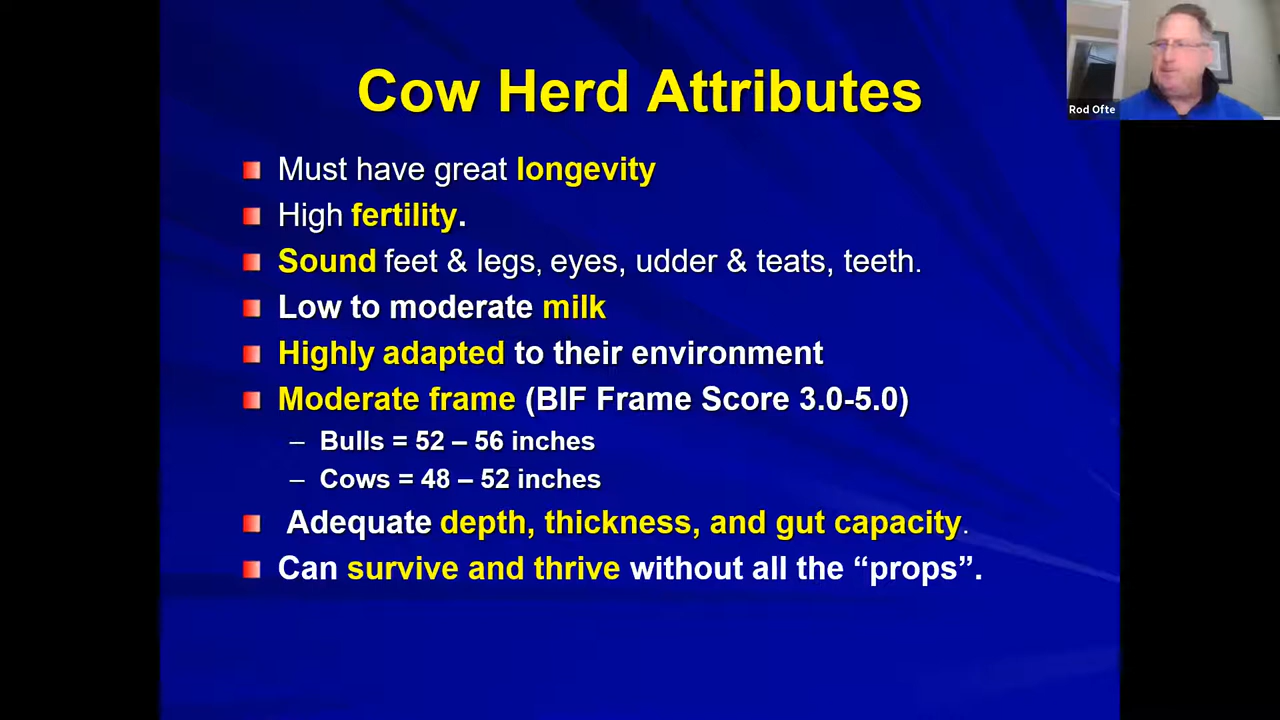 Cow Herd Attributes
Rod Ofte
Must have great longevity
High fertility.
Sound feet & legs, eyes, udder & teats, teeth.
Low to moderate milk
Highly adapted to their environment
Moderate frame (BIF Frame Score 3.0-5.0)
– Bulls = 52 – 56 inches
– Cows = 48 – 52 inches
Adequate depth, thickness, and gut capacity.
Can survive and thrive without all the “props”.